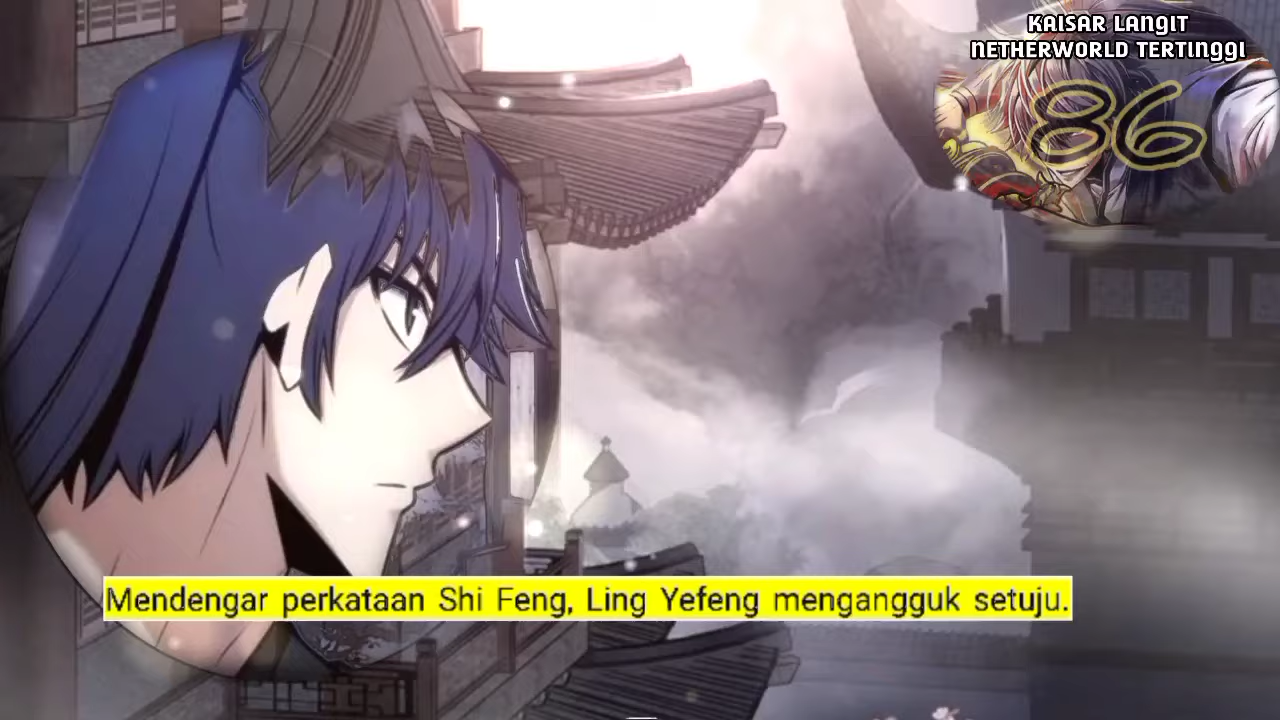 KAISAR LANGIT
NETHERWORLD TERTINGGI
86
Mendengar perkataan Shi Feng, Ling Yefeng mengangguk setuju.